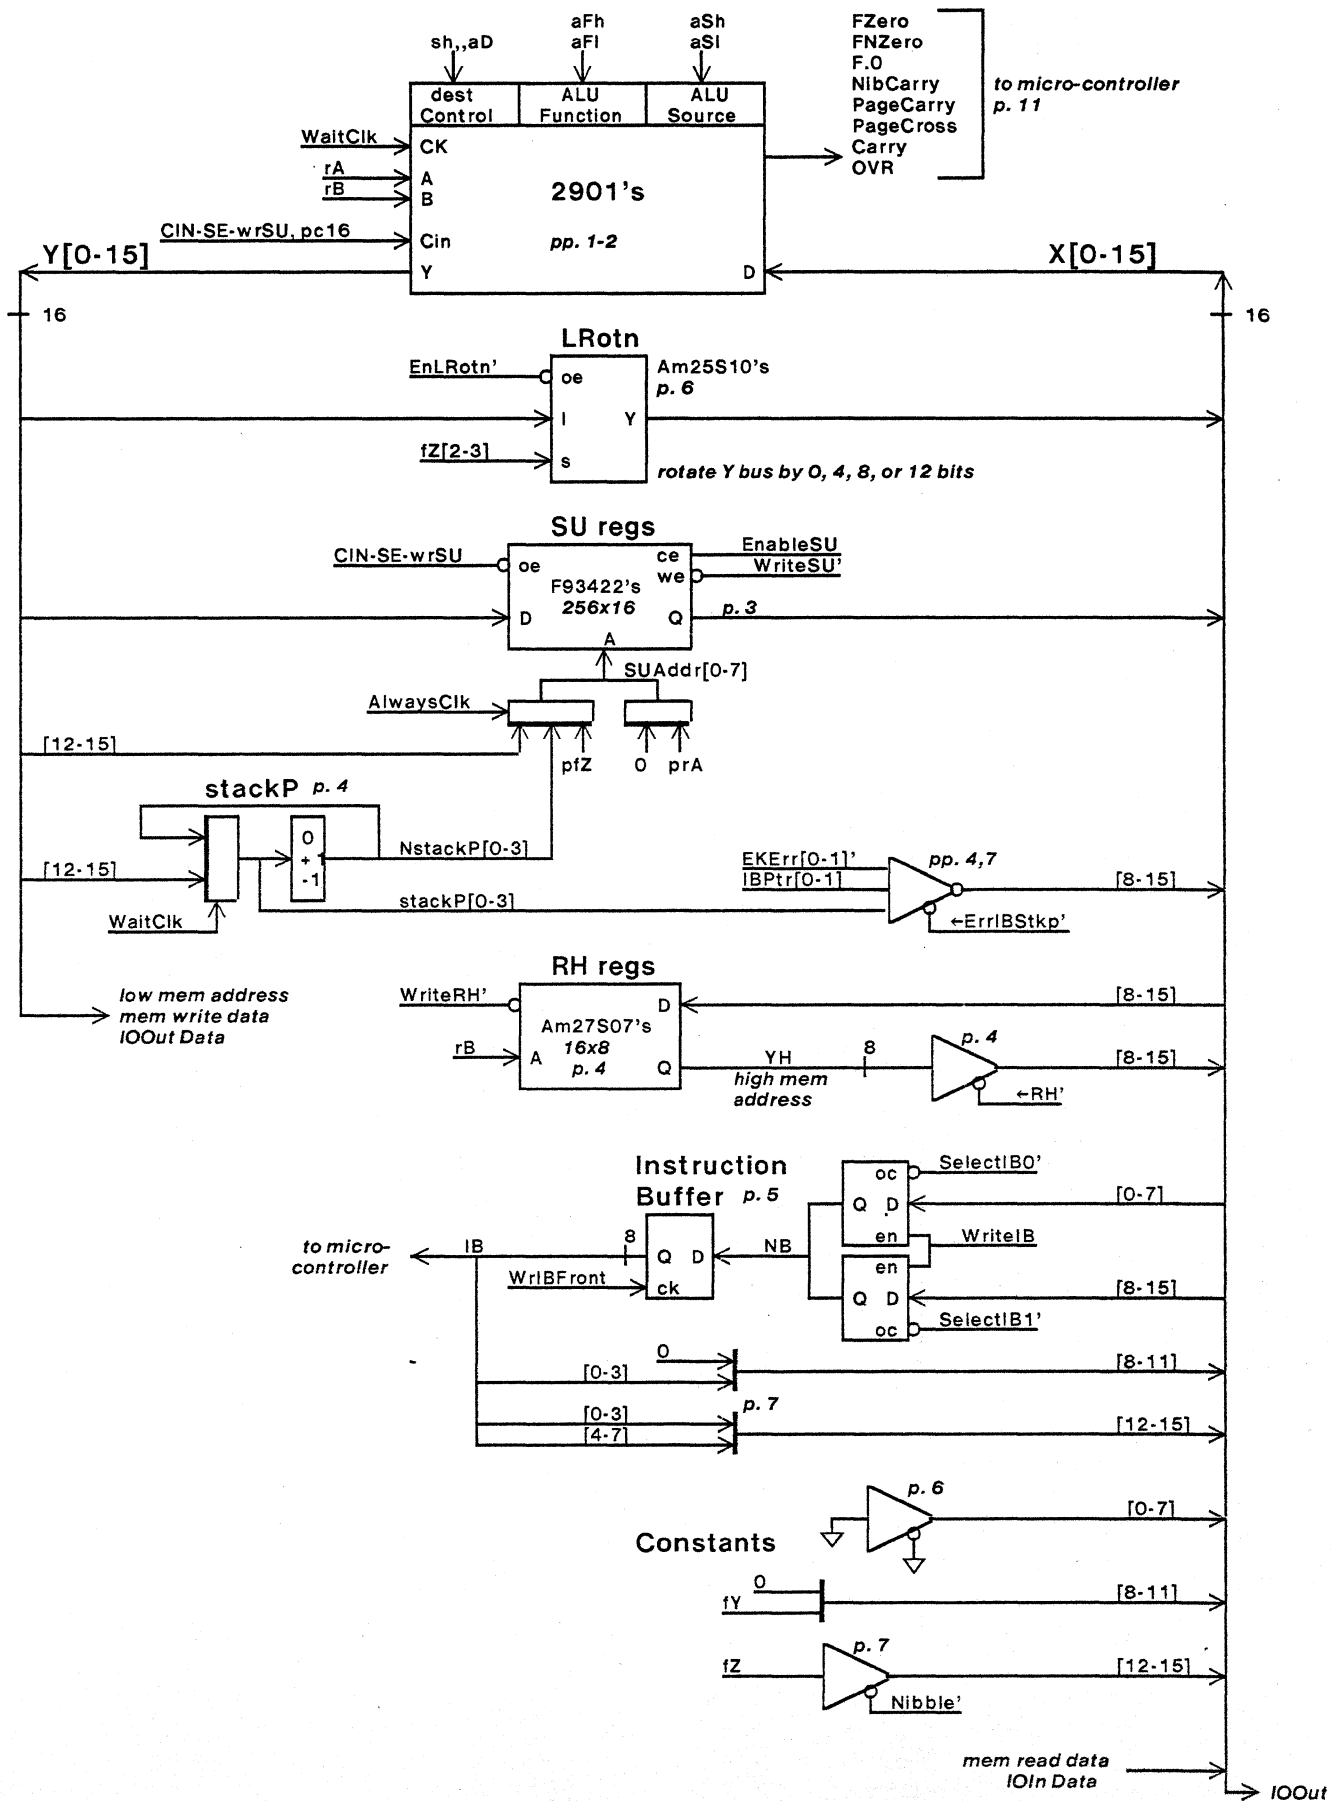 aFh
aFl
aSh
aSl
sh,,aD
FZero
FNZero
F.0
NibCarry
PageCarry
PageCross
Carry
OVR
to micro-controller
p. 11
dest
Control
ALU
Function
ALU
Source
WaitClk
CK
rA
A
rB
B
2901's
CIN-SE-wrSU, pc16
Cin
pp. 1-2
Y[0-15]
Y
D
X[0-15]
16
16
LRotn
EnLRotn'
oe
Am25S10's
p. 6
I
Y
fZ[2-3]
s
rotate Y bus by 0, 4, 8, or 12 bits
SU regs
CIN-SE-wrSU
oe
ce
EnableSU
we
WriteSU'
F93422's
256x16
D
Q
p. 3
A
SUAddr[0-7]
AlwaysClk
[12-15]
pfZ
0
prA
stackP p. 4
0
+ 1
-1
NstackP[0-3]
[12-15]
stackP[0-3]
WaitClk
EKErr[0-1]'
IBPtr[0-1]
pp. 4,7
[8-15]
←ErrIBStkp'
RH regs
low mem address
mem write data
IOOut Data
WriteRH'
D
[8-15]
Am27S07's
16x8
p. 4
rB
A
Q
YH
high mem
address
8
p. 4
[8-15]
←RH'
Instruction
Buffer p. 5
oc
SelectIB0'
Q D
[0-7]
en
WriteIB
to micro-
controller
IB
8
Q D
NB
en
WrIBFront
ck
Q D
[8-15]
oc
SelectIB1'
0
[0-3]
[8-11]
[0-3]
[4-7]
p. 7
[12-15]
p. 6
[0-7]
Constants
0
fY
[8-11]
p. 7
fZ
[12-15]
Nibble'
mem read data
IOIn Data
IOOut